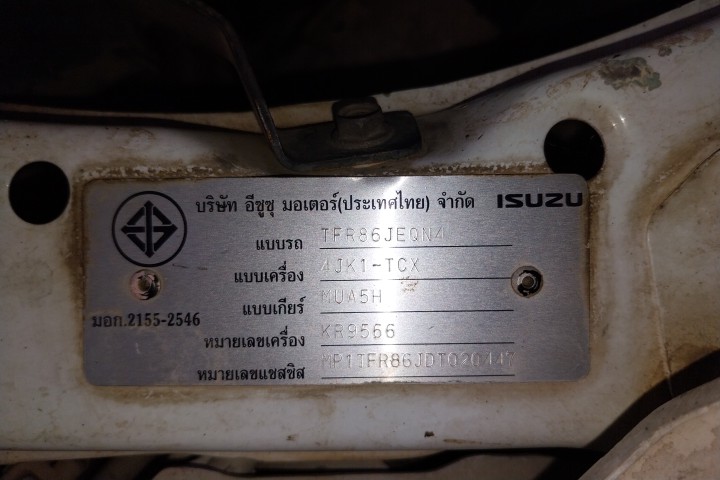 บริษัท อีซูซุ มอเตอร์(ประเทศไทย) จำกัด ISUZU
แบบรถ TFR86JEQN4
แบบเครื่อง 4JK1-TCX
แบบเกียร์ MUA5H
มอก.2155-2546
หมายเลขเครื่อง KR9566
หมายเลขแชสซิส